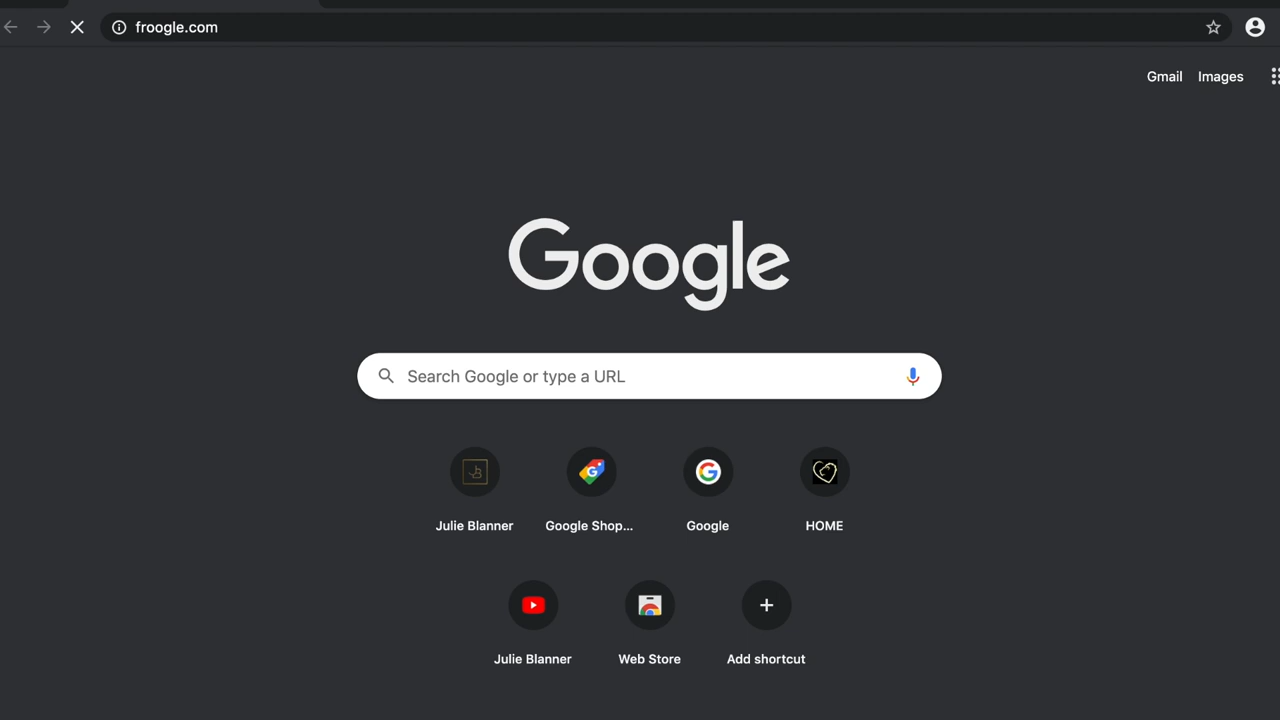 froogle.com
Gmail Images
Google
Search Google or type a URL
Julie Blanner Google Shop... Google HOME
Julie Blanner Web Store Add shortcut